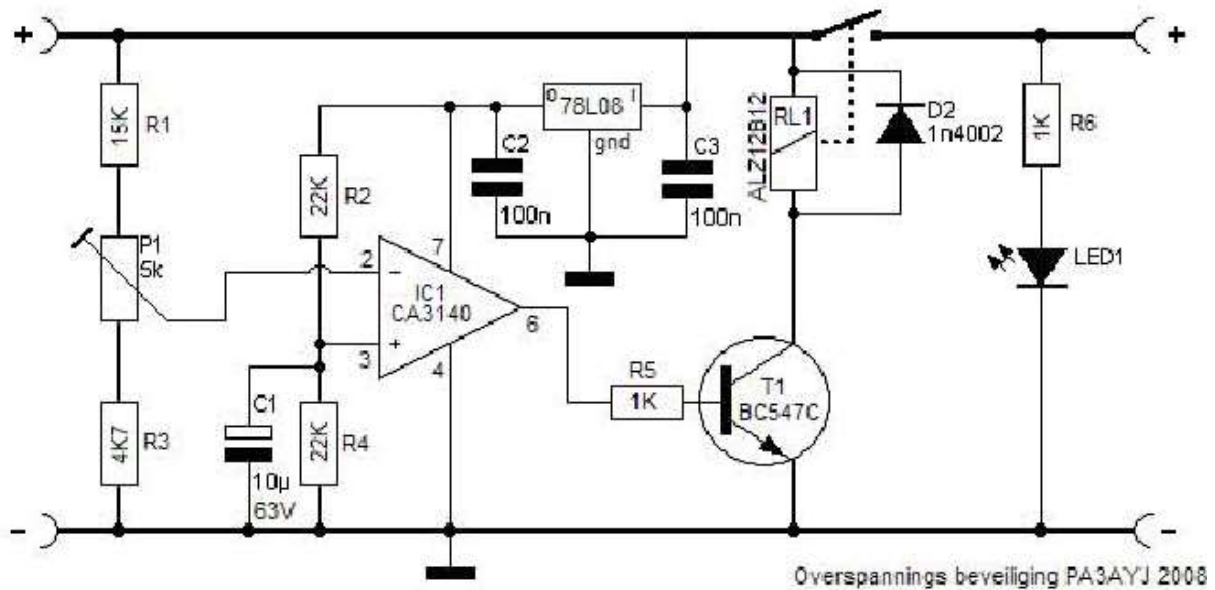 +
+
15K
R1
P1
5k
4K7
R3
22K
R2
C1
10µ
63V
22K
R4
2
3
7
4
6
-
+
IC1
CA3140
O
78L08
I
gnd
C2
100n
C3
100n
RL1
ALZ12B12
D2
1n4002
1K
R6
LED1
R5
1K
T1
BC547C
-
-
Overspannings beveiliging PA3AYJ 2008